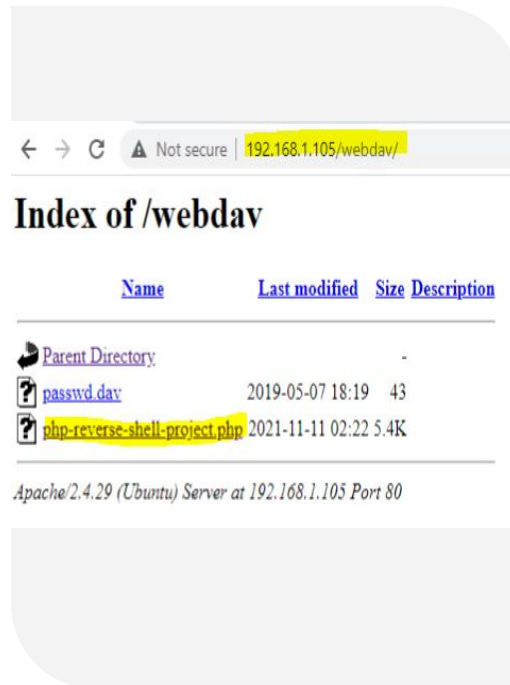 Not secure | 192.168.1.105/webdav/
Index of /webdav
Name Last modified Size Description
Parent Directory -
passwd.dav 2019-05-07 18:19 43
php-reverse-shell-project.php 2021-11-11 02:22 5.4K
Apache/2.4.29 (Ubuntu) Server at 192.168.1.105 Port 80